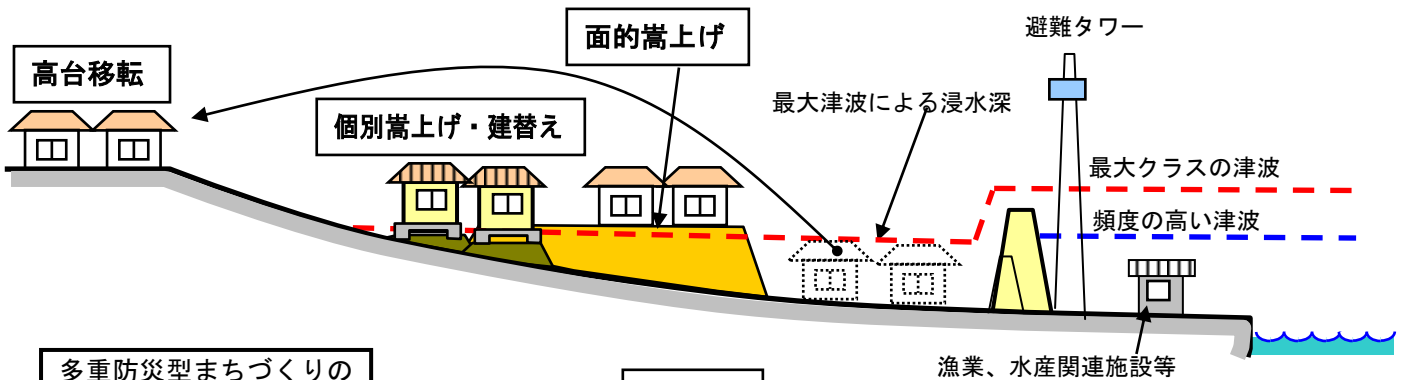 避難タワー
面的嵩上げ
高台移転
最大津波による浸水深
個別嵩上げ・建替え
最大クラスの津波
頻度の高い津波
漁業、水産関連施設等
多重防災型まちづくりの